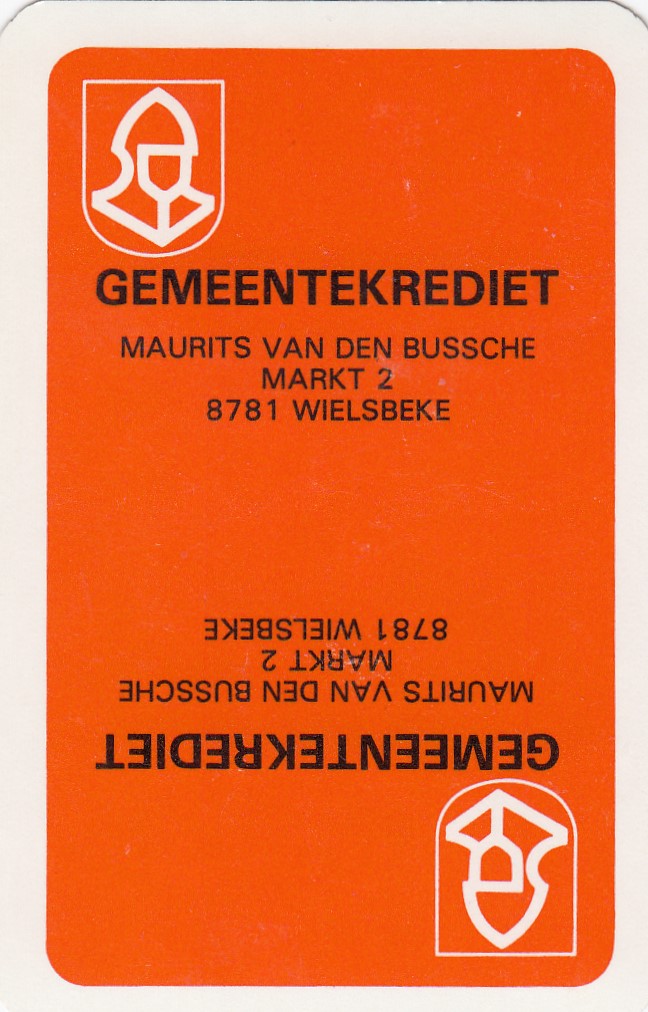 GEMEENTEKREDIET
MAURITS VAN DEN BUSSCHE
MARKT 2
8781 WIELSBEKE
GEMEENTEKREDIET
MAURITS VAN DEN BUSSCHE
MARKT 2
8781 WIELSBEKE